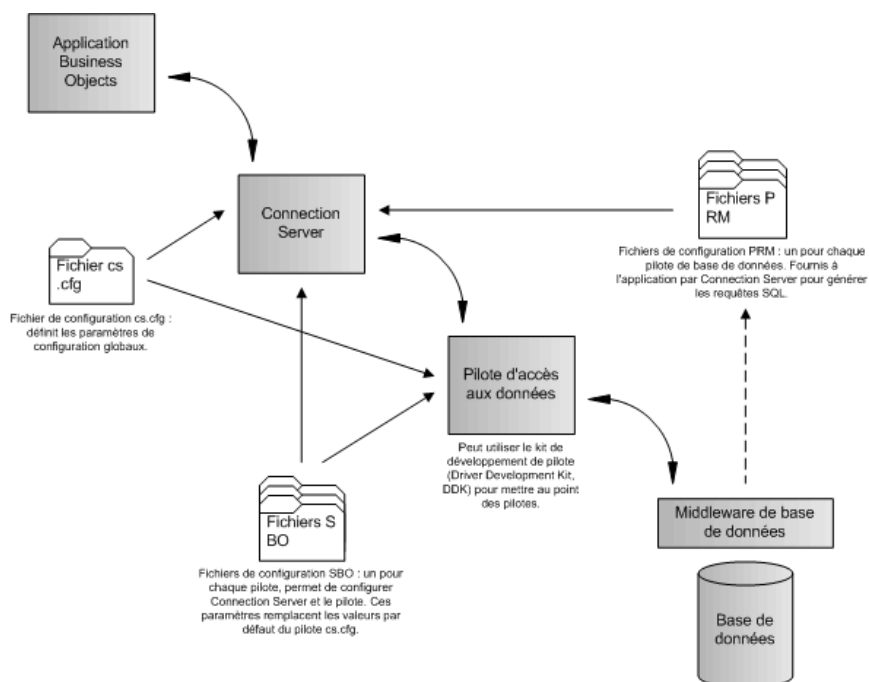 Application
Business
Objects
Connection
Server
Fichiers P
RM
Fichiers de configuration PRM : un pour chaque
pilote de base de données. Fournis à
l'application par Connection Server pour générer
les requêtes SQL.
Fichier cs
.cfg
Fichier de configuration cs.cfg :
définit les paramètres de
configuration globaux.
Pilote d'accès
aux données
Peut utiliser le kit de
développement de pilote
(Driver Development Kit,
DDK) pour mettre au point
des pilotes.
Fichiers S
BO
Fichiers de configuration SBO : un pour
chaque pilote, permet de configurer
Connection Server et le pilote. Ces
paramètres remplacent les valeurs par
défaut du pilote cs.cfg.
Middleware de base
de données
Base de
données